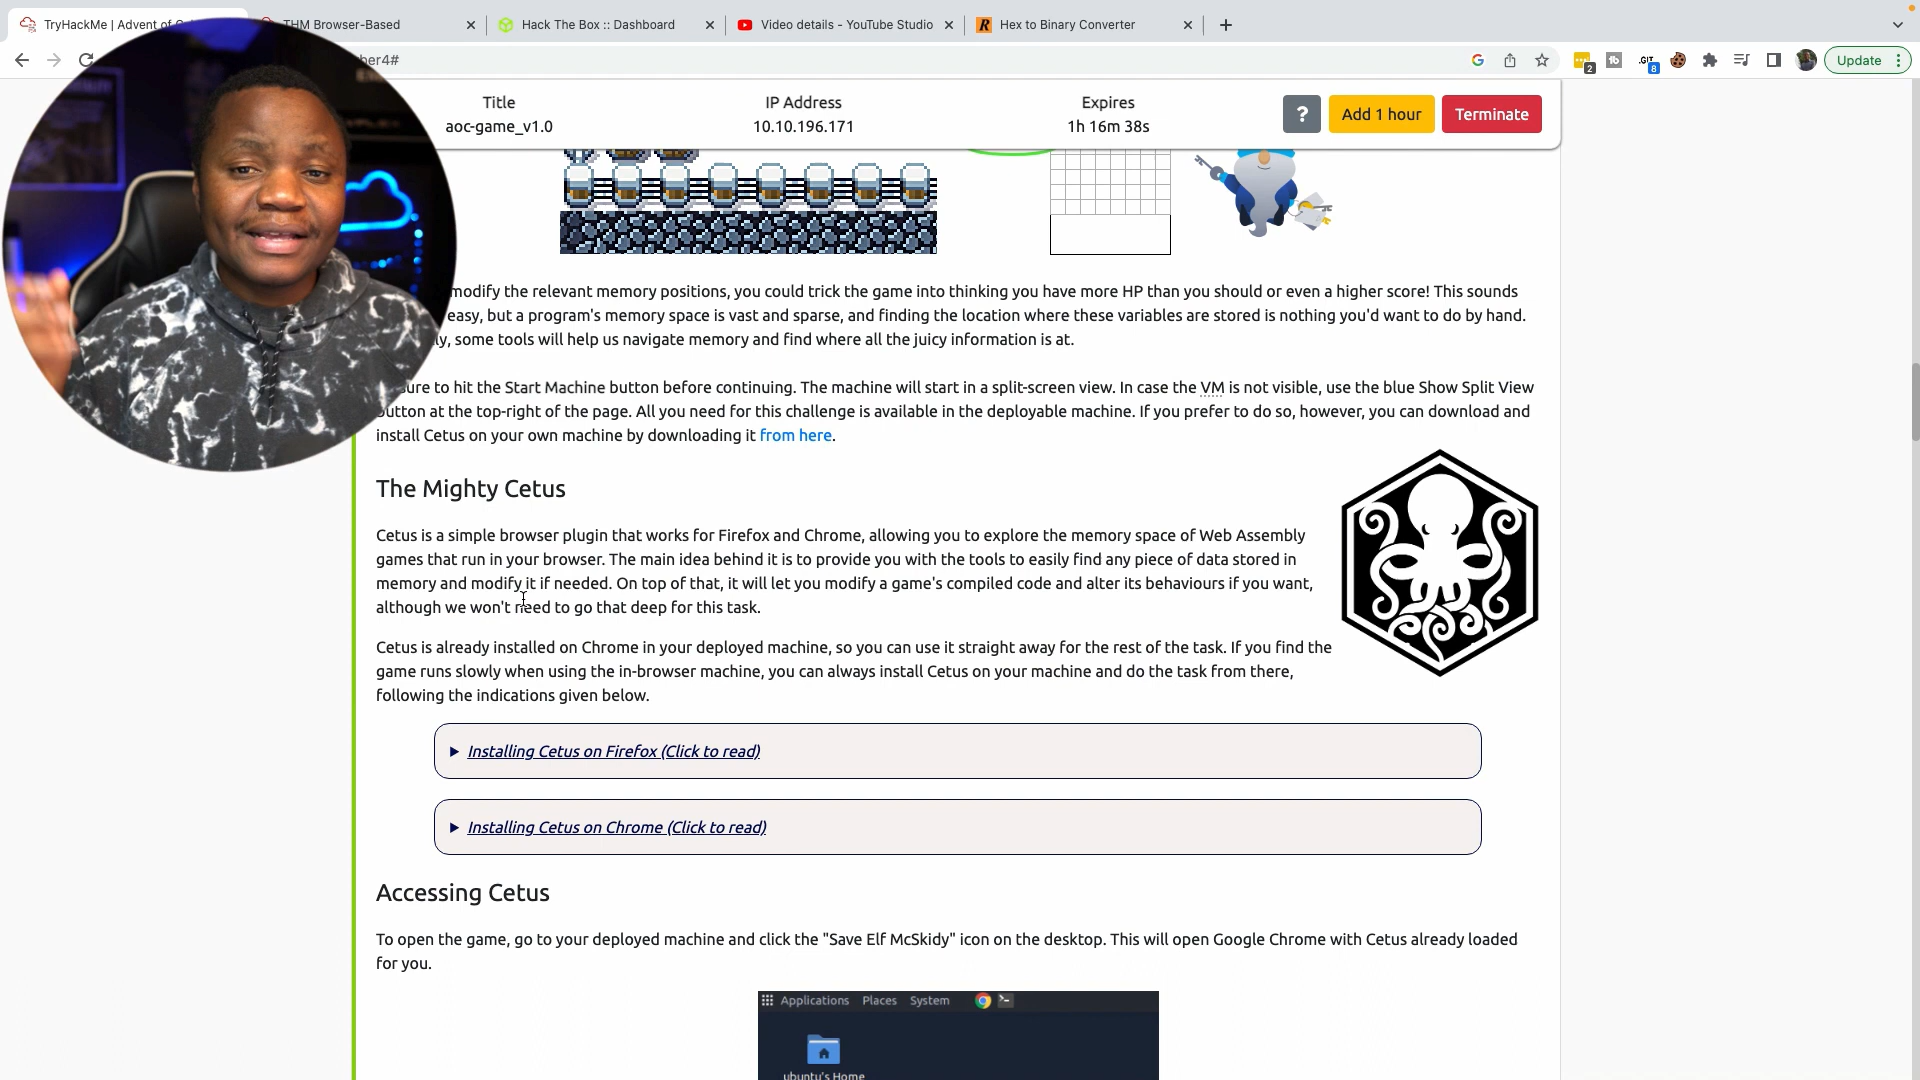 TryHackMe | Advent of
THM Browser-Based
Hack The Box :: Dashboard
Video details - YouTube Studio
Hex to Binary Converter
ber4#
2
8
Update
Title
aoc-game_v1.0
IP Address
10.10.196.171
Expires
1h 16m 38s
?
Add 1 hour
Terminate
modify the relevant memory positions, you could trick the game into thinking you have more HP than you should or even a higher score! This sounds
easy, but a program's memory space is vast and sparse, and finding the location where these variables are stored is nothing you'd want to do by hand.
some tools will help us navigate memory and find where all the juicy information is at.
sure to hit the Start Machine button before continuing. The machine will start in a split-screen view. In case the VM is not visible, use the blue Show Split View
button at the top-right of the page. All you need for this challenge is available in the deployable machine. If you prefer to do so, however, you can download and
install Cetus on your own machine by downloading it from here.
The Mighty Cetus
Cetus is a simple browser plugin that works for Firefox and Chrome, allowing you to explore the memory space of Web Assembly
games that run in your browser. The main idea behind it is to provide you with the tools to easily find any piece of data stored in
memory and modify it if needed. On top of that, it will let you modify a game's compiled code and alter its behaviours if you want,
although we won't need to go that deep for this task.
Cetus is already installed on Chrome in your deployed machine, so you can use it straight away for the rest of the task. If you find the
game runs slowly when using the in-browser machine, you can always install Cetus on your machine and do the task from there,
following the indications given below.
Installing Cetus on Firefox (Click to read)
Installing Cetus on Chrome (Click to read)
Accessing Cetus
To open the game, go to your deployed machine and click the "Save Elf McSkidy" icon on the desktop. This will open Google Chrome with Cetus already loaded
for you.
Applications Places System
ubuntu's Home